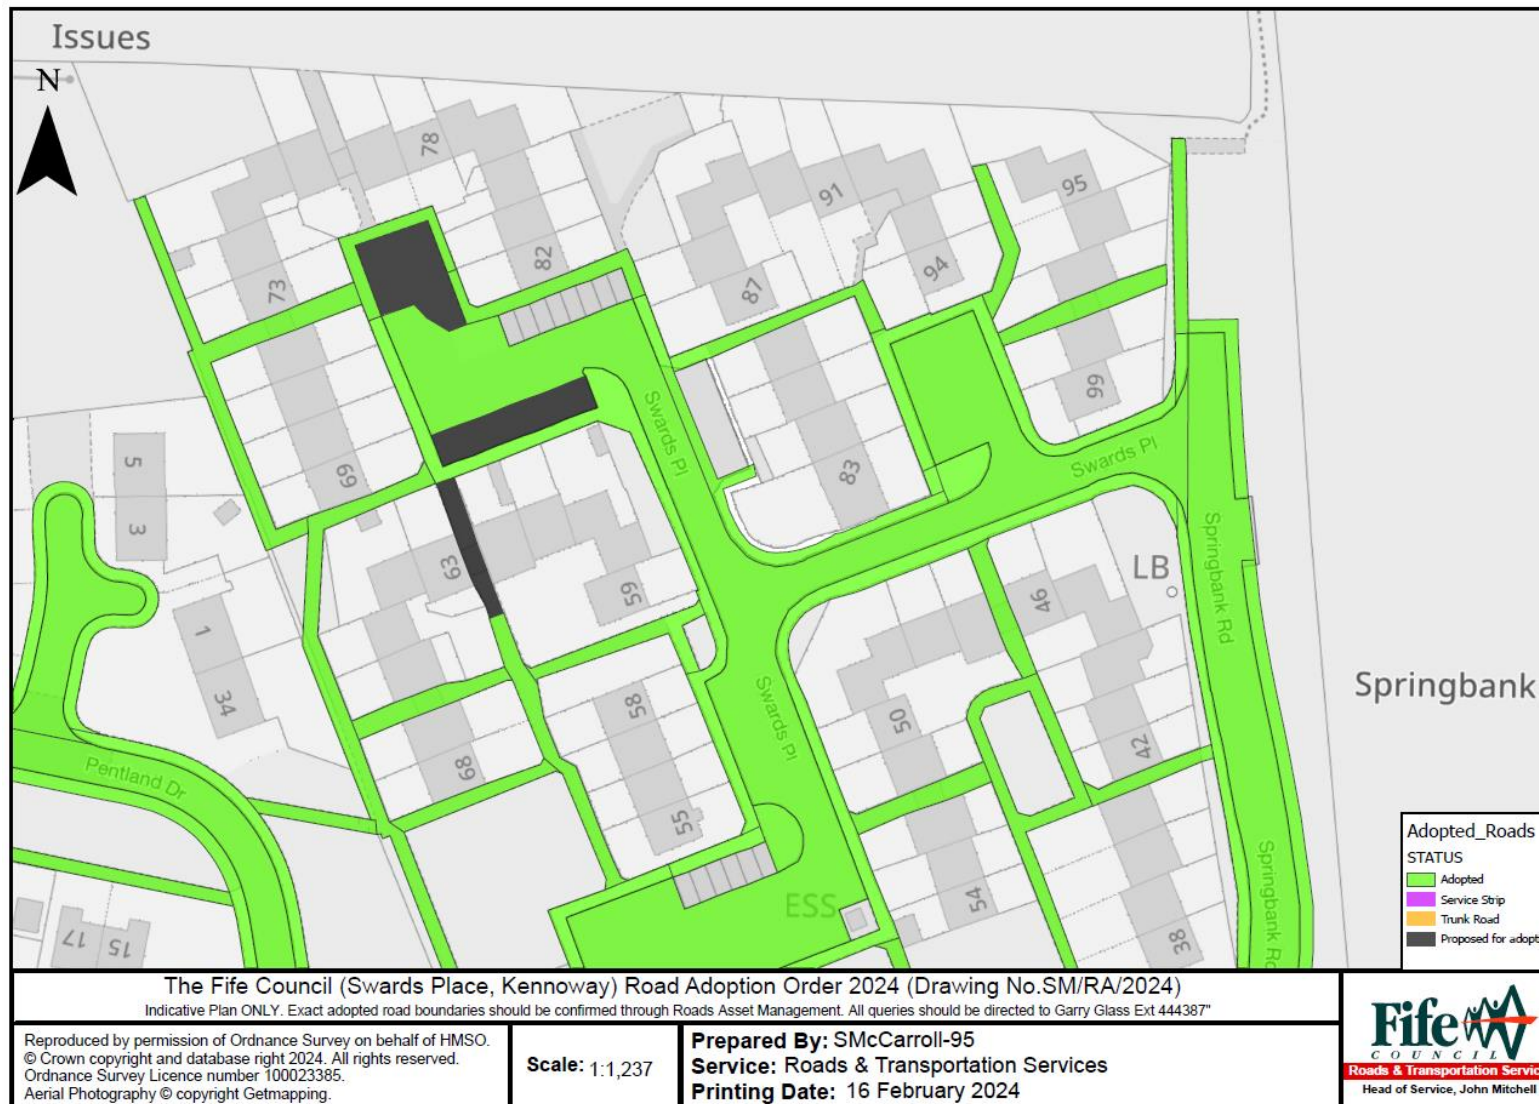 Issues
N
78
91
95
82
73
87
94
99
Swards Pl
5
3
69
83
Swards Pl
63
59
46
LB
Springbank Rd
1
34
58
Swards Pl
50
42
Springbank
68
Pentland Dr
55
54
38
ESS
17
15
Springbank Rd
Adopted_Roads
STATUS
Adopted
Service Strip
Trunk Road
Proposed for adopt
The Fife Council (Swards Place, Kennoway) Road Adoption Order 2024 (Drawing No.SM/RA/2024)
Indicative Plan ONLY. Exact adopted road boundaries should be confirmed through Roads Asset Management. All queries should be directed to Garry Glass Ext 444387"
Reproduced by permission of Ordnance Survey on behalf of HMSO.
© Crown copyright and database right 2024. All rights reserved.
Ordnance Survey Licence number 100023385.
Aerial Photography © copyright Getmapping.
Scale: 1:1,237
Prepared By: SMcCarroll-95
Service: Roads & Transportation Services
Printing Date: 16 February 2024
Fife
COUNCIL
Roads & Transportation Servic
Head of Service, John Mitchell